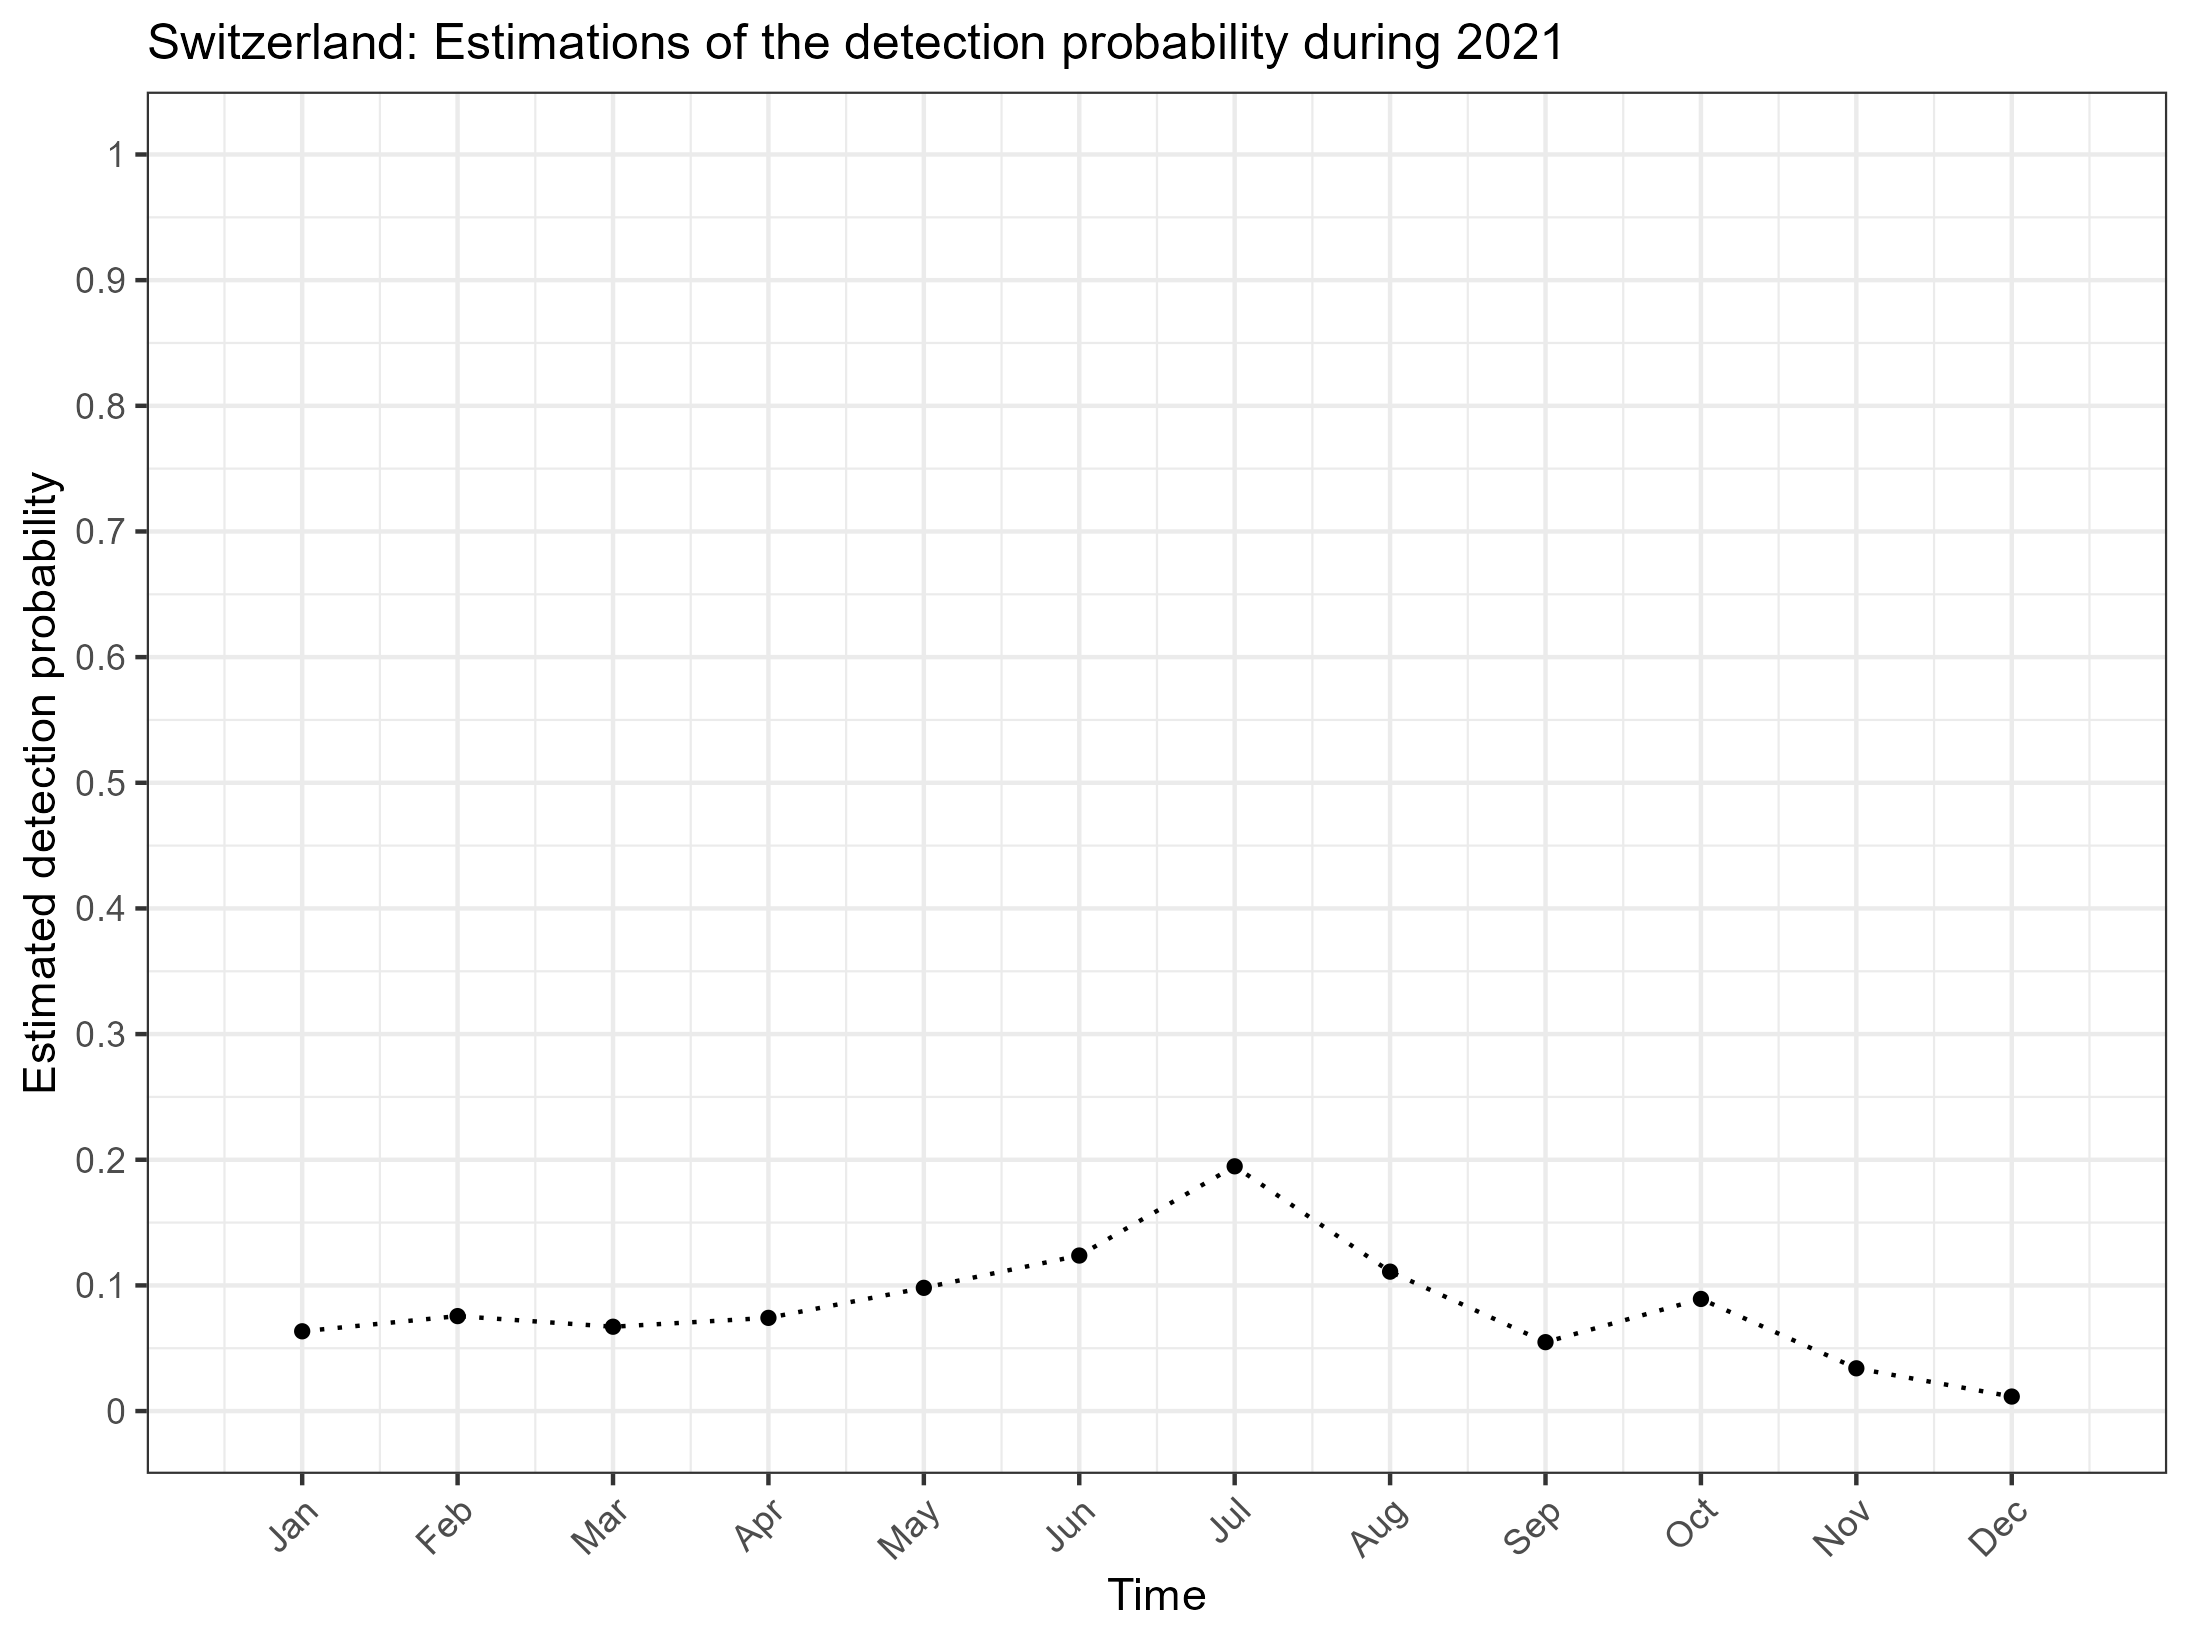 Switzerland: Estimations of the detection probability during 2021
Estimated detection probability
1
0.9
0.8
0.7
0.6
0.5
0.4
0.3
0.2
0.1
0
Jan
Feb
Mar
Apr
May
Jun
Jul
Aug
Sep
Oct
Nov
Dec
Time